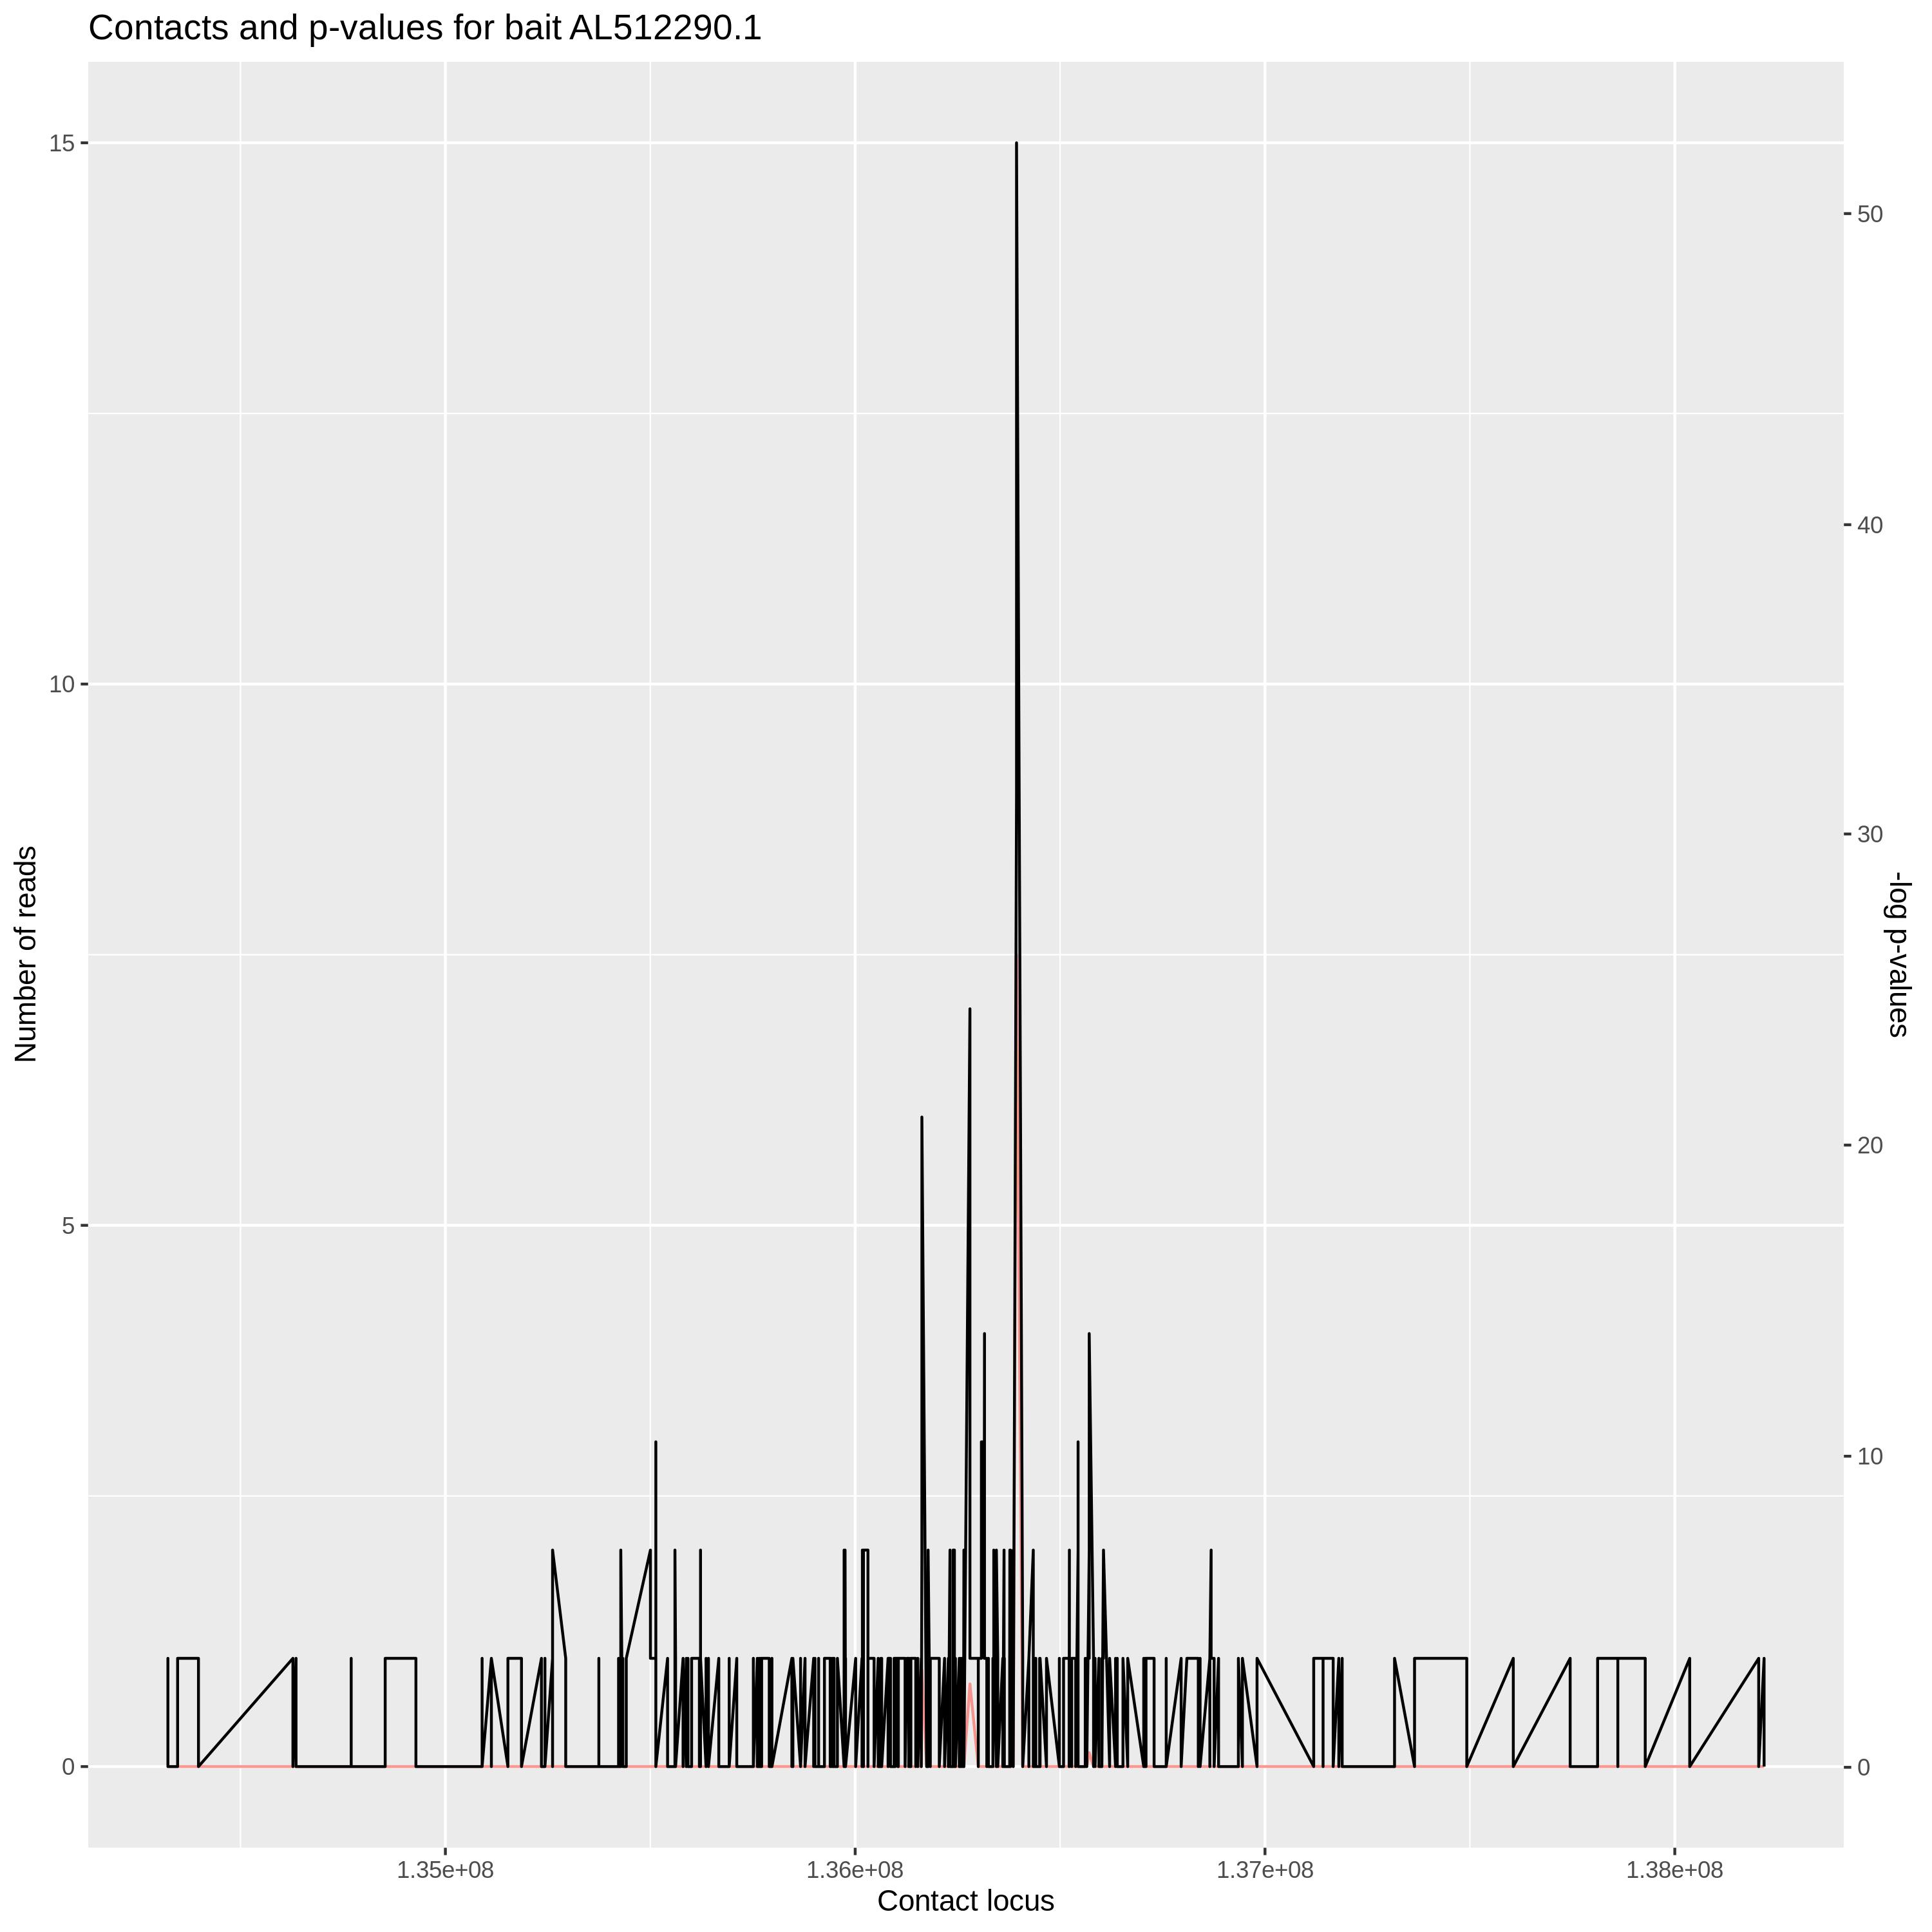 Contacts and p-values for bait AL512290.1
15
10
5
0
Number of reads
50
40
30
20
10
0
-log p-values
1.35e+08 1.36e+08 1.37e+08 1.38e+08
Contact locus